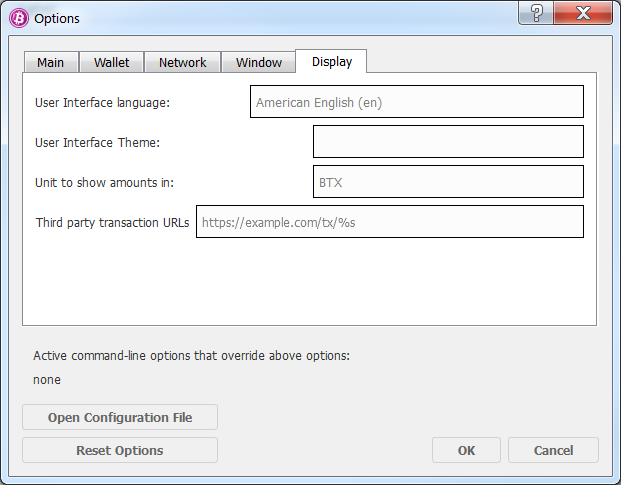 Options
Main Wallet Network Window Display
User Interface language: American English (en)
User Interface Theme:
Unit to show amounts in: BTX
Third party transaction URLs https://example.com/tx/%s
Active command-line options that override above options:
none
Open Configuration File
Reset Options OK Cancel